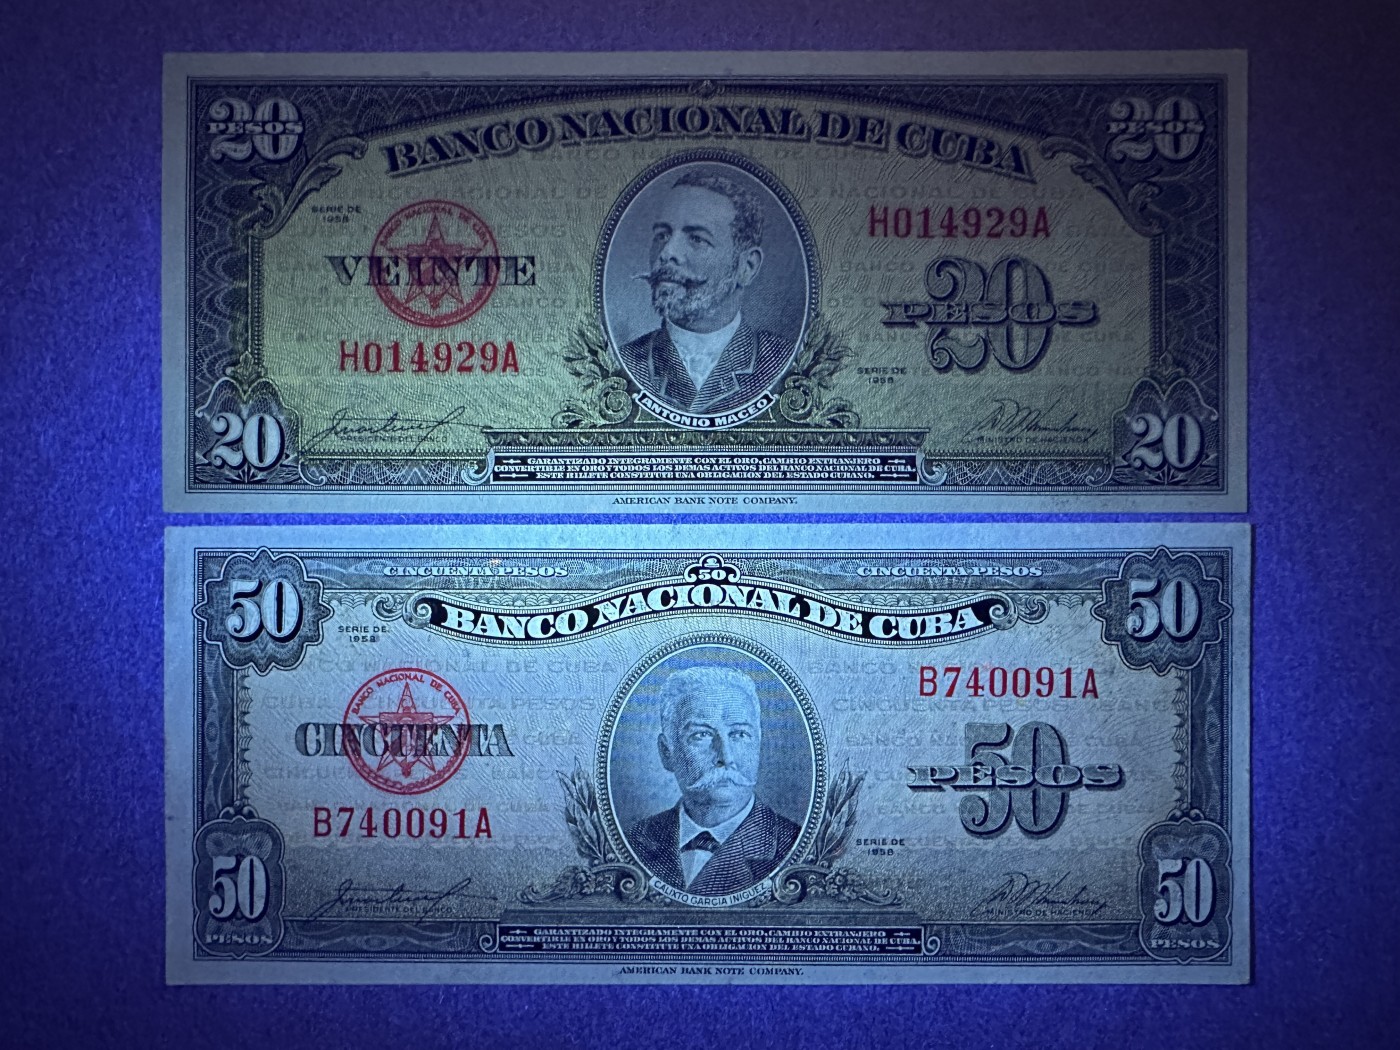 20 PESOS
20 PESOS
BANCO NACIONAL DE CUBA
SERIE DE
1958
BANCO NACIONAL DE CUBA
H014929A
VEINTE
20
PESOS
H014929A
SERIE DE
1958
ANTONIO MACEO
PRESIDENTE DEL BANCO
MINISTRO DE HACIENDA
20
20
GARANTIZADO INTEGRAMENTE CON EL ORO, CAMBIO EXTRANJERO
CONVERTIBLE EN ORO Y TODOS LOS DEMAS ACTIVOS DEL BANCO NACIONAL DE CUBA.
ESTE BILLETE CONSTITUYE UNA OBLIGACION DEL ESTADO CUBANO.
AMERICAN BANK NOTE COMPANY.
50
CINCUENTA PESOS
50
CINCUENTA PESOS
50
BANCO NACIONAL DE CUBA
SERIE DE
1958
BANCO NACIONAL DE CUBA
B740091A
CINCUENTA
50
PESOS
B740091A
SERIE DE
1958
CALIXTO GARCIA IÑIGUEZ
PRESIDENTE DEL BANCO
MINISTRO DE HACIENDA
50
PESOS
50
PESOS
GARANTIZADO INTEGRAMENTE CON EL ORO, CAMBIO EXTRANJERO
CONVERTIBLE EN ORO Y TODOS LOS DEMAS ACTIVOS DEL BANCO NACIONAL DE CUBA.
ESTE BILLETE CONSTITUYE UNA OBLIGACION DEL ESTADO CUBANO.
AMERICAN BANK NOTE COMPANY.